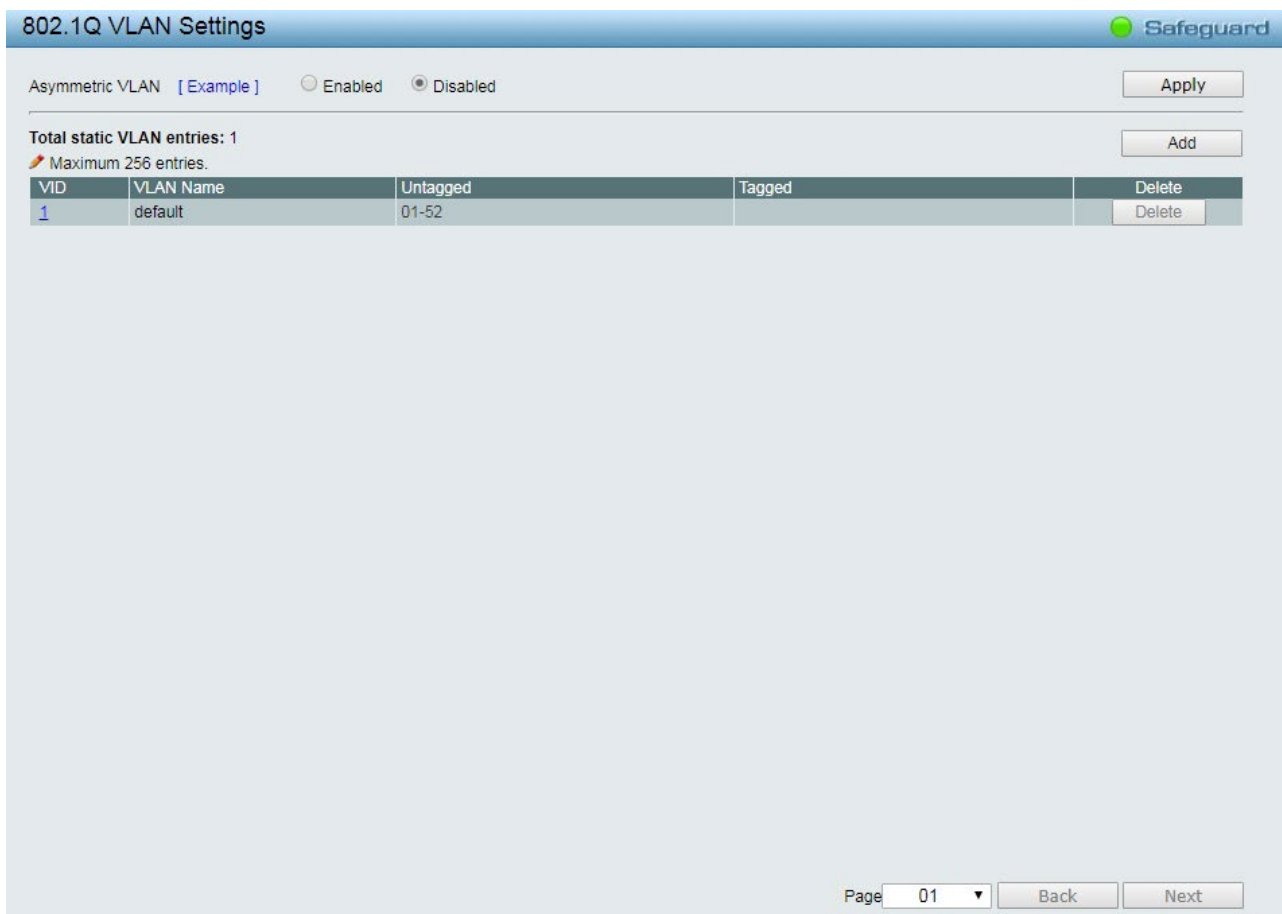 802.1Q VLAN Settings Safeguard
Asymmetric VLAN [ Example ] Enabled Disabled Apply
Total static VLAN entries: 1 Add
Maximum 256 entries.
VID VLAN Name Untagged Tagged Delete
1 default 01-52 Delete
Page 01 Back Next